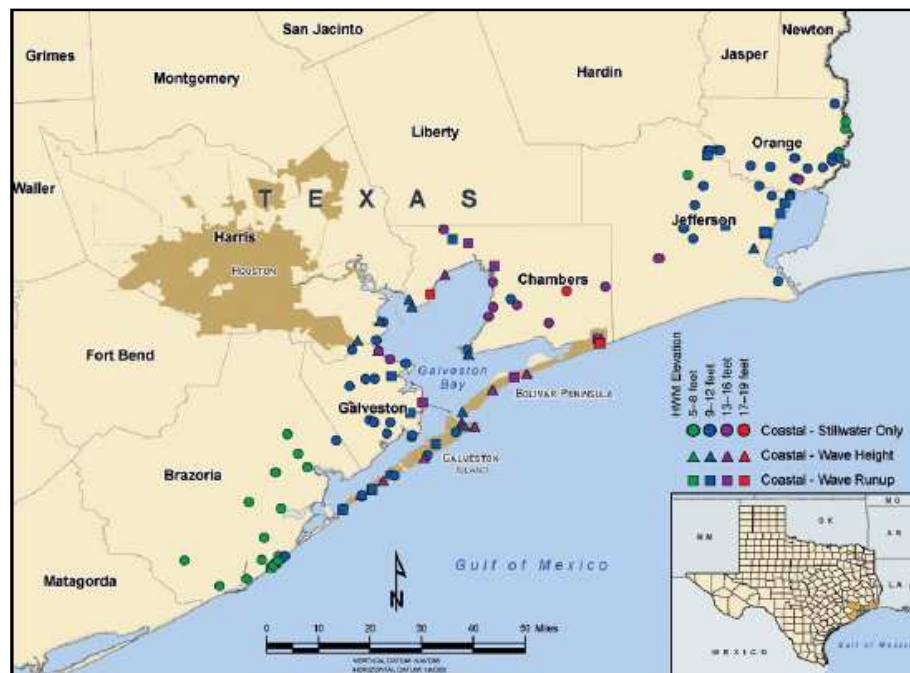 San Jacinto
Newton
Grimes
Montgomery
Hardin
Jasper
Liberty
Orange
Waller
TEXAS
Harris
HOUSTON
Jefferson
Chambers
Fort Bend
Galveston
Bay
BOLIVAR PENINSULA
Galveston
GALVESTON
ISLAND
Brazoria
Matagorda
Gulf of Mexico
N
HWM Elevation
5-8 feet
9-12 feet
13-16 feet
17-19 feet
Coastal - Stillwater Only
Coastal - Wave Height
Coastal - Wave Runup
0 10 20 30 40 50 Miles
MO
OK
NM
AR
LA
MEXICO
Gulf of Mexico